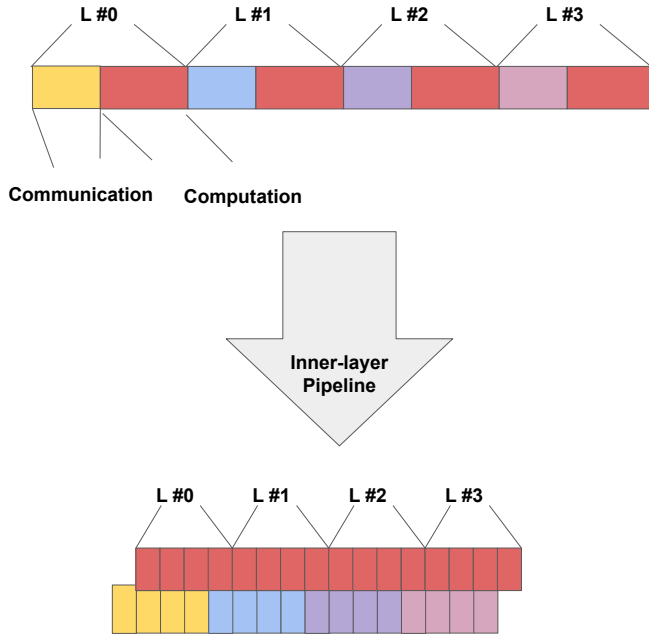 L #0 L #1 L #2 L #3
Communication Computation
Inner-layer
Pipeline
L #0 L #1 L #2 L #3